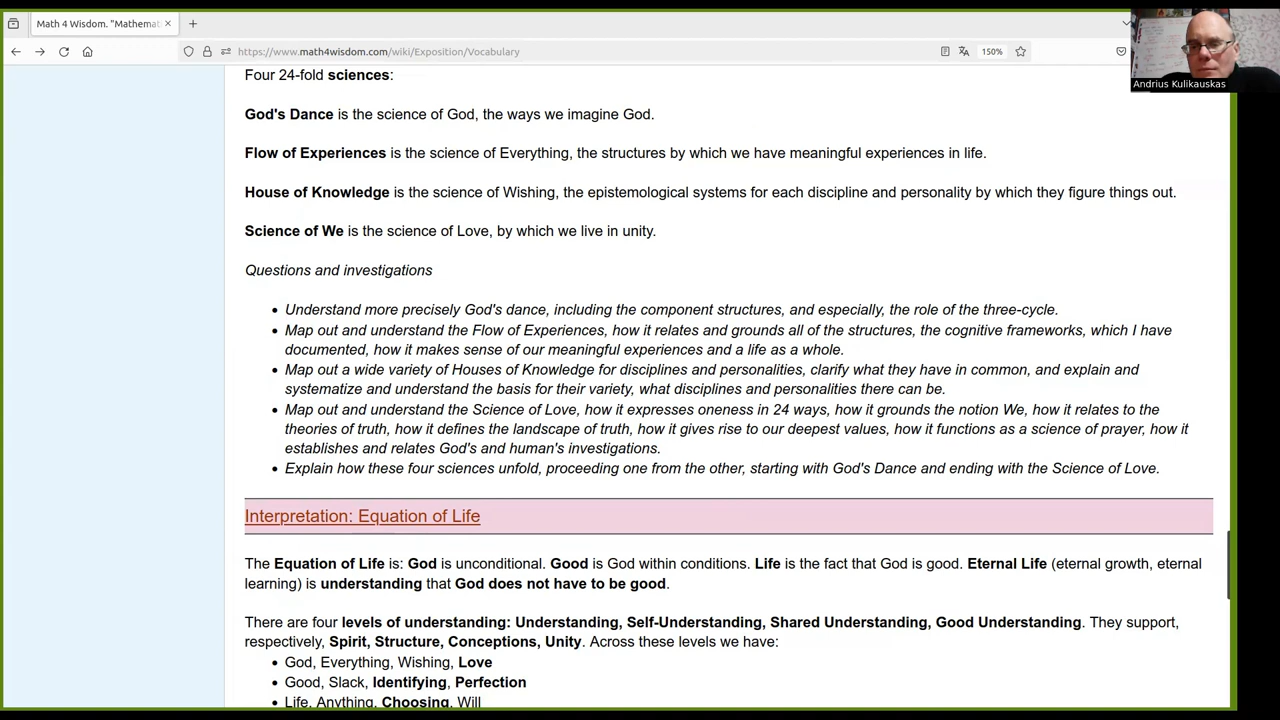 Math 4 Wisdom. "Mathemat
https://www.math4wisdom.com/wiki/Exposition/Vocabulary
150%
Andrius Kulikauskas
Four 24-fold sciences:
God's Dance is the science of God, the ways we imagine God.
Flow of Experiences is the science of Everything, the structures by which we have meaningful experiences in life.
House of Knowledge is the science of Wishing, the epistemological systems for each discipline and personality by which they figure things out.
Science of We is the science of Love, by which we live in unity.
Questions and investigations
• Understand more precisely God's dance, including the component structures, and especially, the role of the three-cycle.
• Map out and understand the Flow of Experiences, how it relates and grounds all of the structures, the cognitive frameworks, which I have
documented, how it makes sense of our meaningful experiences and a life as a whole.
• Map out a wide variety of Houses of Knowledge for disciplines and personalities, clarify what they have in common, and explain and
systematize and understand the basis for their variety, what disciplines and personalities there can be.
• Map out and understand the Science of Love, how it expresses oneness in 24 ways, how it grounds the notion We, how it relates to the
theories of truth, how it defines the landscape of truth, how it gives rise to our deepest values, how it functions as a science of prayer, how it
establishes and relates God's and human's investigations.
• Explain how these four sciences unfold, proceeding one from the other, starting with God's Dance and ending with the Science of Love.
Interpretation: Equation of Life
The Equation of Life is: God is unconditional. Good is God within conditions. Life is the fact that God is good. Eternal Life (eternal growth, eternal
learning) is understanding that God does not have to be good.
There are four levels of understanding: Understanding, Self-Understanding, Shared Understanding, Good Understanding. They support,
respectively, Spirit, Structure, Conceptions, Unity. Across these levels we have:
• God, Everything, Wishing, Love
• Good, Slack, Identifying, Perfection
• Life, Anything, Choosing, Will